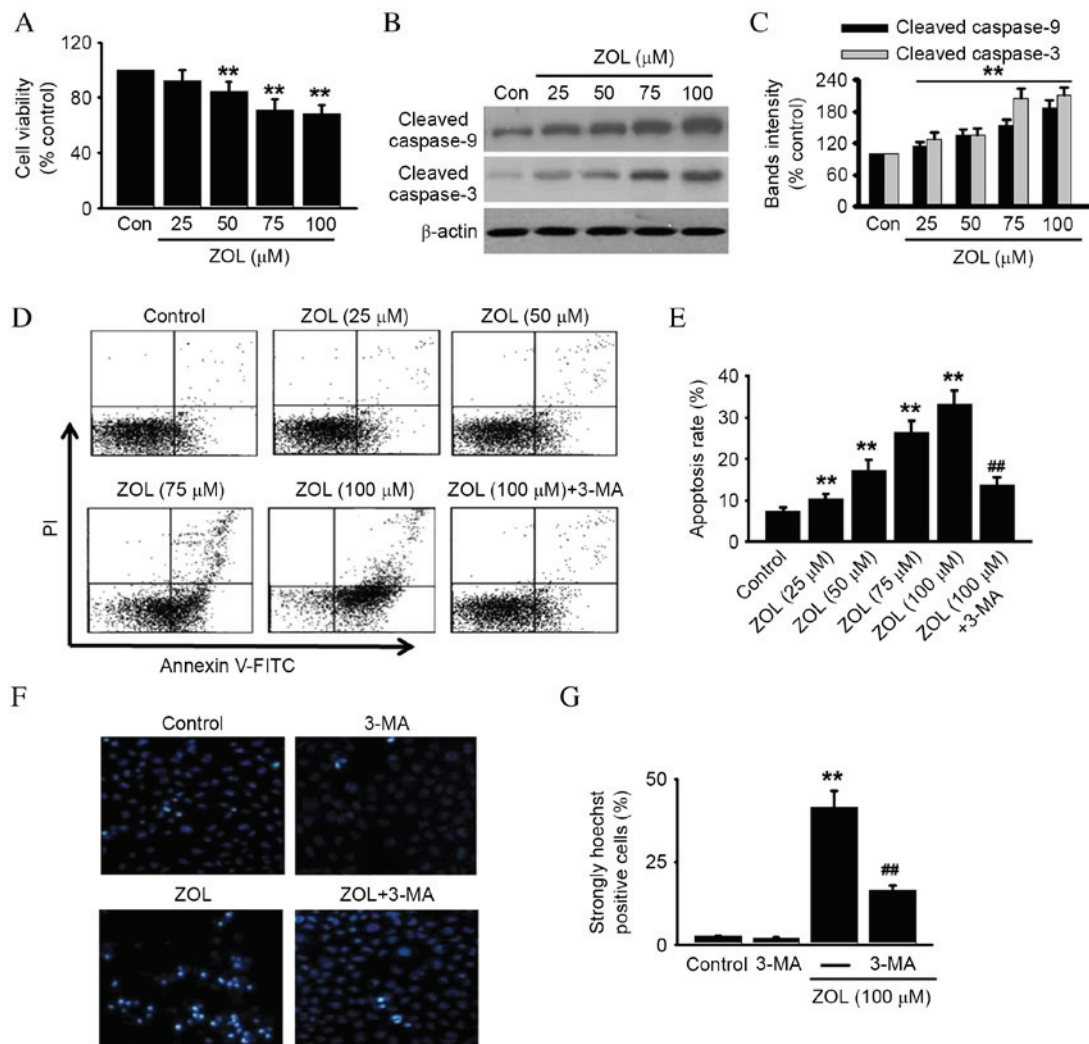 A
Cell viability
(% control)
120
80
40
0
**
**
**
Con
25
50
75
100
ZOL (μM)
B
ZOL (μM)
Con
25
50
75
100
Cleaved
caspase-9
Cleaved
caspase-3
β-actin
C
Cleaved caspase-9
Cleaved caspase-3
Bands intensity
(% control)
240
180
120
60
0
**
Con
25
50
75
100
ZOL (μM)
D
Control
ZOL (25 μM)
ZOL (50 μM)
ZOL (75 μM)
ZOL (100 μM)
ZOL (100 μM)+3-MA
PI
Annexin V-FITC
E
Apoptosis rate (%)
40
30
20
10
0
**
**
**
**
##
Control
ZOL (25 μM)
ZOL (50 μM)
ZOL (75 μM)
ZOL (100 μM)
ZOL (100 μM)
+3-MA
F
Control
3-MA
ZOL
ZOL+3-MA
G
Strongly hoechst
positive cells (%)
50
25
0
**
##
Control
3-MA
—
3-MA
ZOL (100 μM)